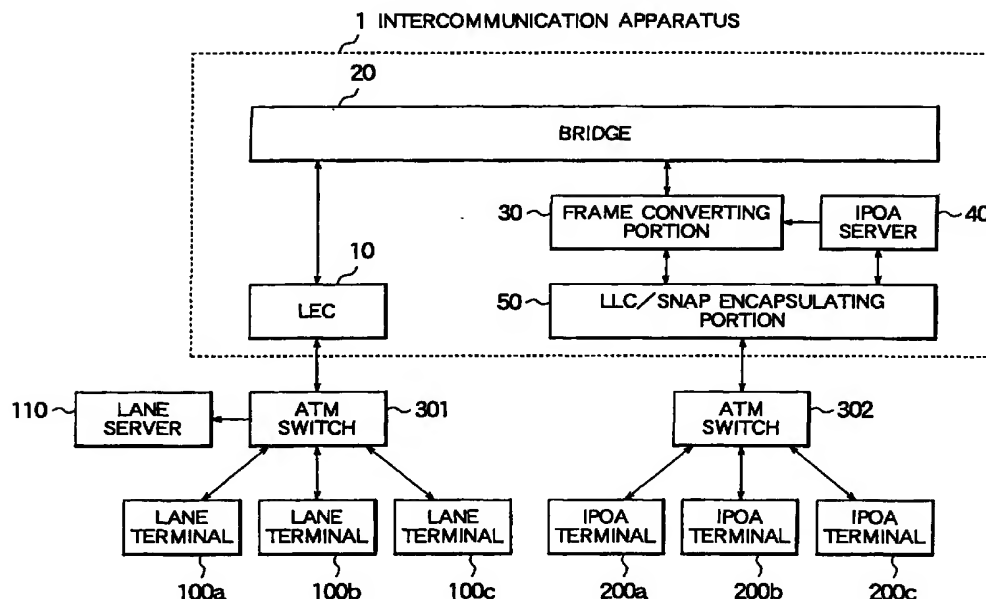 1 INTERCOMMUNICATION APPARATUS
20
BRIDGE
30
FRAME CONVERTING
PORTION
IPOA
SERVER
40
10
LEC
50
LLC/SNAP ENCAPSULATING
PORTION
110
LANE
SERVER
ATM
SWITCH
301
ATM
SWITCH
302
LANE
TERMINAL
LANE
TERMINAL
LANE
TERMINAL
IPOA
TERMINAL
IPOA
TERMINAL
IPOA
TERMINAL
100a
100b
100c
200a
200b
200c